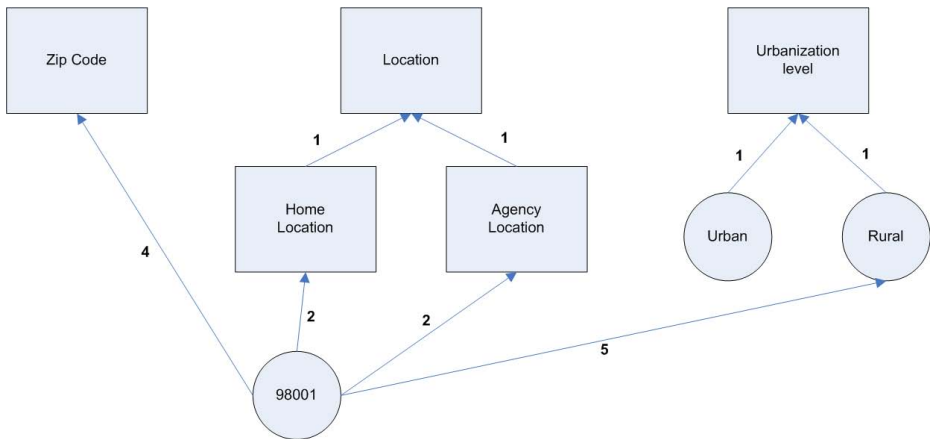 Zip Code
Location
Urbanization
level
1
1
1
1
Home
Location
Agency
Location
Urban
Rural
4
2
2
5
98001